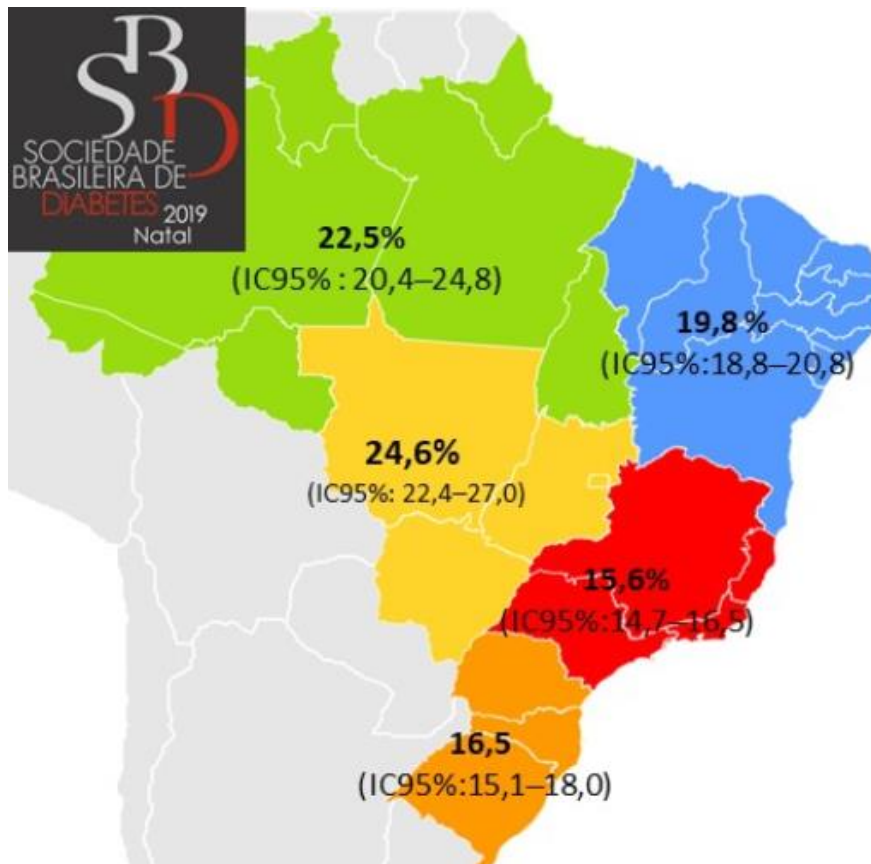 SBD
SOCIEDADE
BRASILEIRA DE
DIABETES 2019
Natal
22,5%
(IC95% : 20,4–24,8)
19,8 %
(IC95%:18,8–20,8)
24,6%
(IC95%: 22,4–27,0)
15,6%
(IC95%:14,7–16,5)
16,5
(IC95%:15,1–18,0)